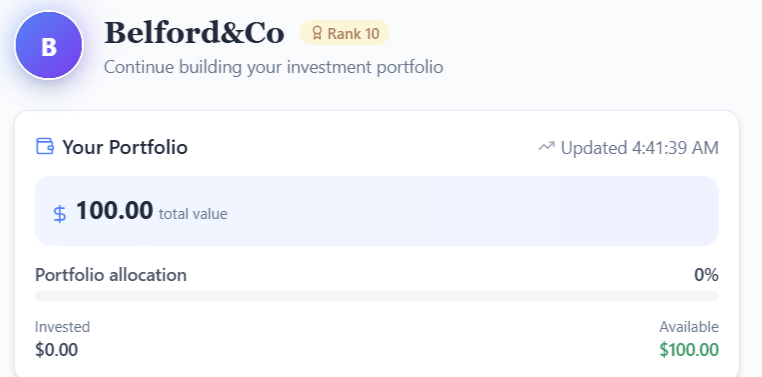 B
Belford&Co
Rank 10
Continue building your investment portfolio
Your Portfolio
Updated 4:41:39 AM
$ 100.00 total value
Portfolio allocation
0%
Invested
Available
$0.00
$100.00